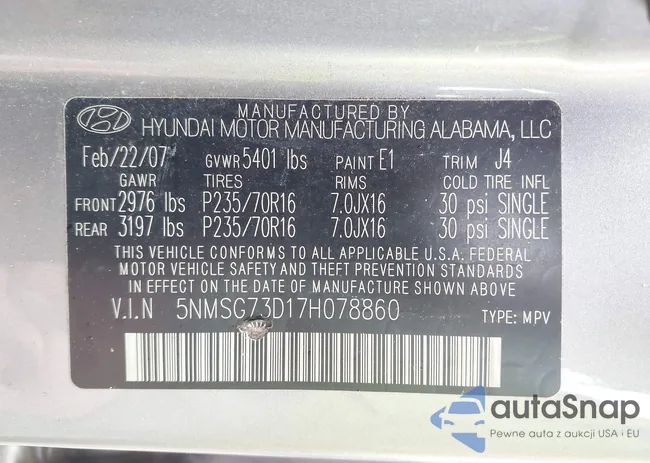 MANUFACTURED BY
HYUNDAI MOTOR MANUFACTURING ALABAMA, LLC
Feb/22/07 GVWR 5401 lbs PAINT E1 TRIM J4
GAWR TIRES RIMS COLD TIRE INFL
FRONT 2976 lbs P235/70R16 7.0JX16 30 psi SINGLE
REAR 3197 lbs P235/70R16 7.0JX16 30 psi SINGLE
THIS VEHICLE CONFORMS TO ALL APPLICABLE U.S.A. FEDERAL
MOTOR VEHICLE SAFETY AND THEFT PREVENTION STANDARDS
IN EFFECT ON THE DATE OF MANUFACTURE SHOWN ABOVE.
V.I.N 5NMSG73D17H078860 TYPE: MPV
autaSnap
Pewne auta z aukcji USA i EU